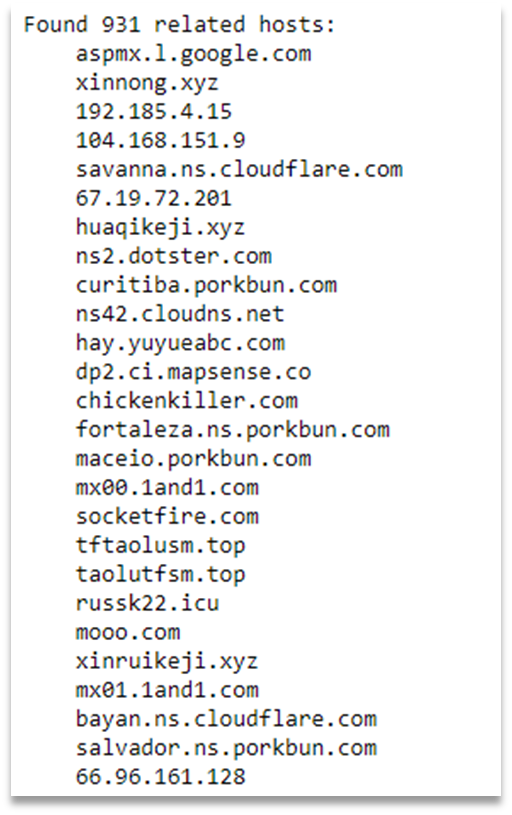 Found 931 related hosts:
aspmx.l.google.com
xinnong.xyz
192.185.4.15
104.168.151.9
savanna.ns.cloudflare.com
67.19.72.201
huaqikeji.xyz
ns2.dotster.com
curitiba.porkbun.com
ns42.cloudns.net
hay.yuyueabc.com
dp2.ci.mapsense.co
chickenkiller.com
fortaleza.ns.porkbun.com
maceio.porkbun.com
mx00.1and1.com
socketfire.com
tftaolusm.top
taolutfsm.top
russk22.icu
mooo.com
xinruikeji.xyz
mx01.1and1.com
bayan.ns.cloudflare.com
salvador.ns.porkbun.com
66.96.161.128